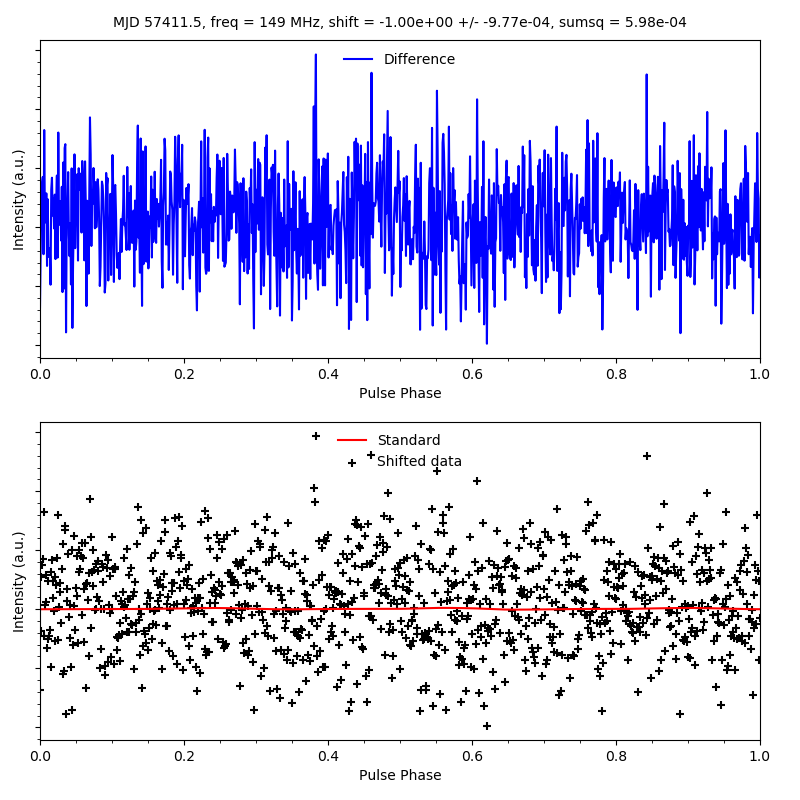 MJD 57411.5, freq = 149 MHz, shift = -1.00e+00 +/- -9.77e-04, sumsq = 5.98e-04
Difference
Intensity (a.u.)
0.0 0.2 0.4 0.6 0.8 1.0
Pulse Phase
Standard
Shifted data
Intensity (a.u.)
0.0 0.2 0.4 0.6 0.8 1.0
Pulse Phase